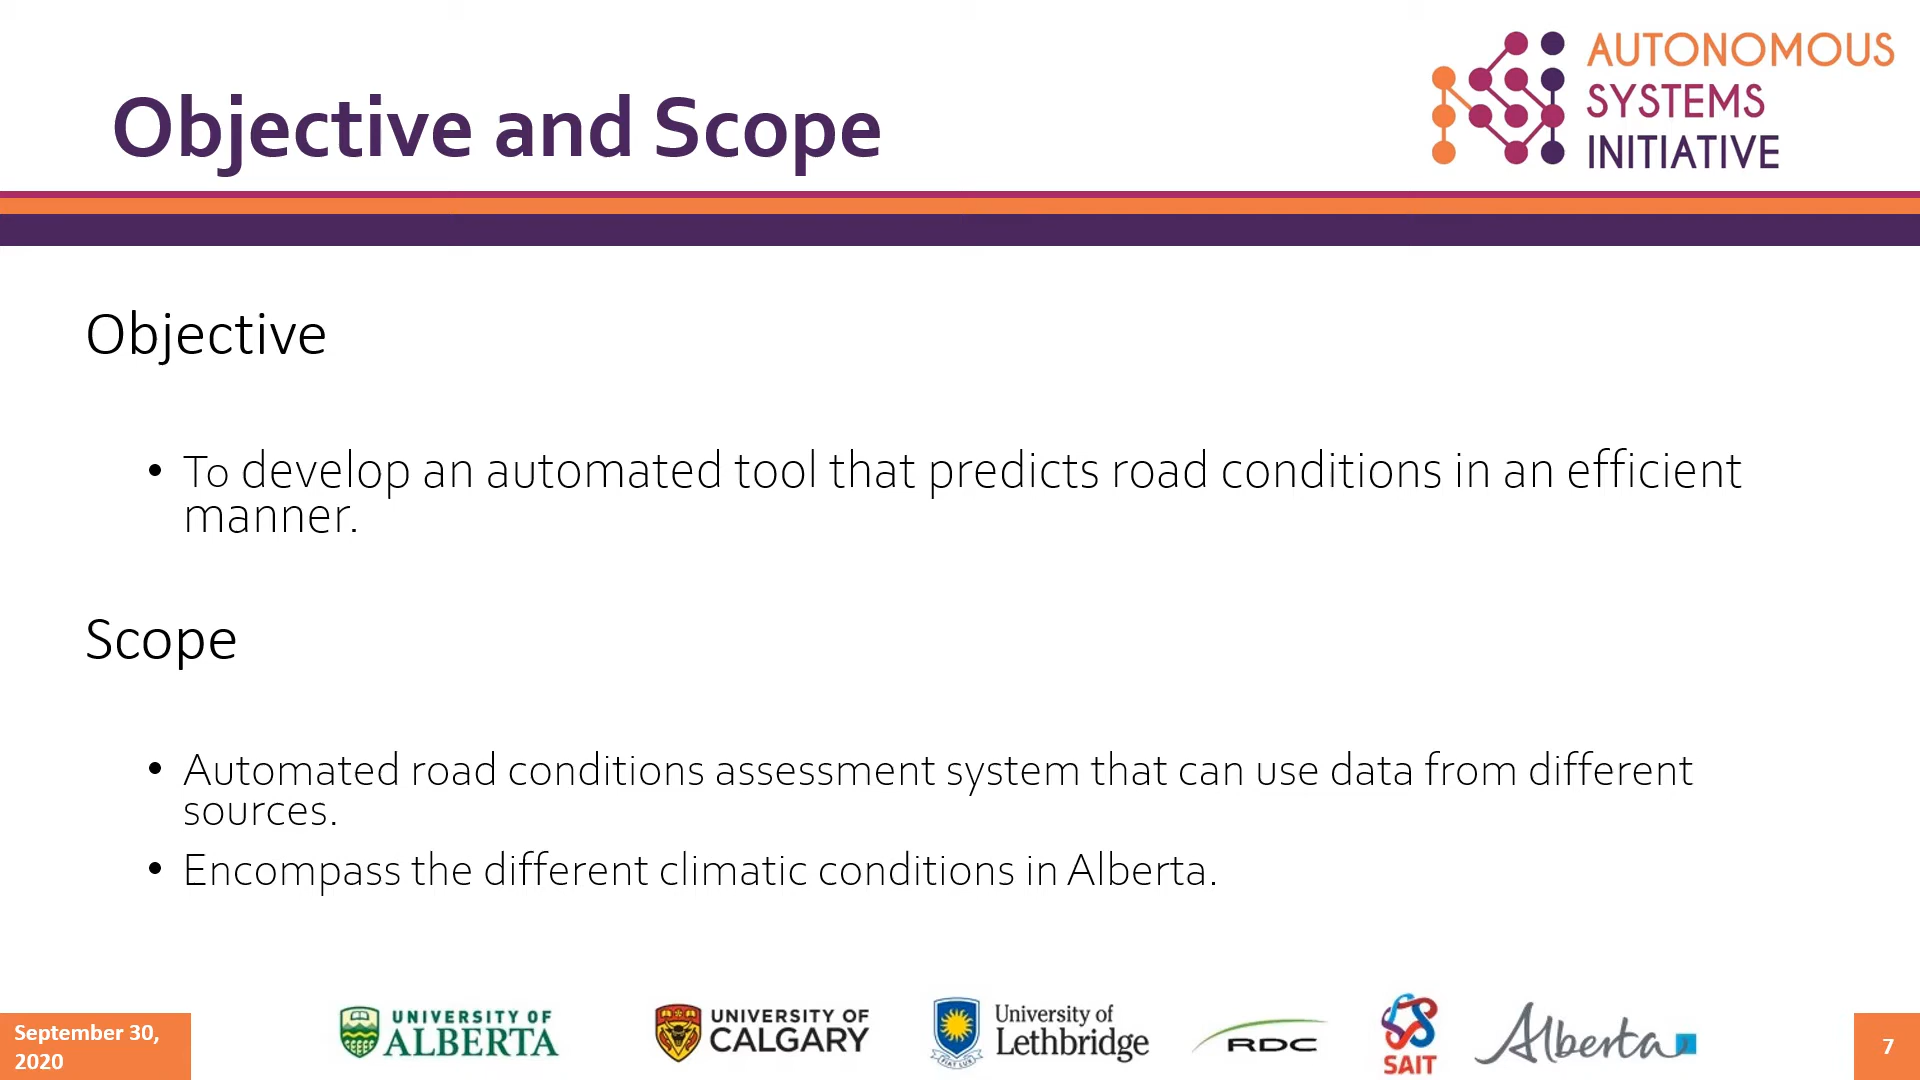 Objective and Scope
AUTONOMOUS
SYSTEMS
INITIATIVE
Objective
• To develop an automated tool that predicts road conditions in an efficient
manner.
Scope
• Automated road conditions assessment system that can use data from different
sources.
• Encompass the different climatic conditions in Alberta.
September 30,
2020
UNIVERSITY OF
ALBERTA
UNIVERSITY OF
CALGARY
FIAT LUX
University of
Lethbridge
RDC
SAIT
Alberta
7